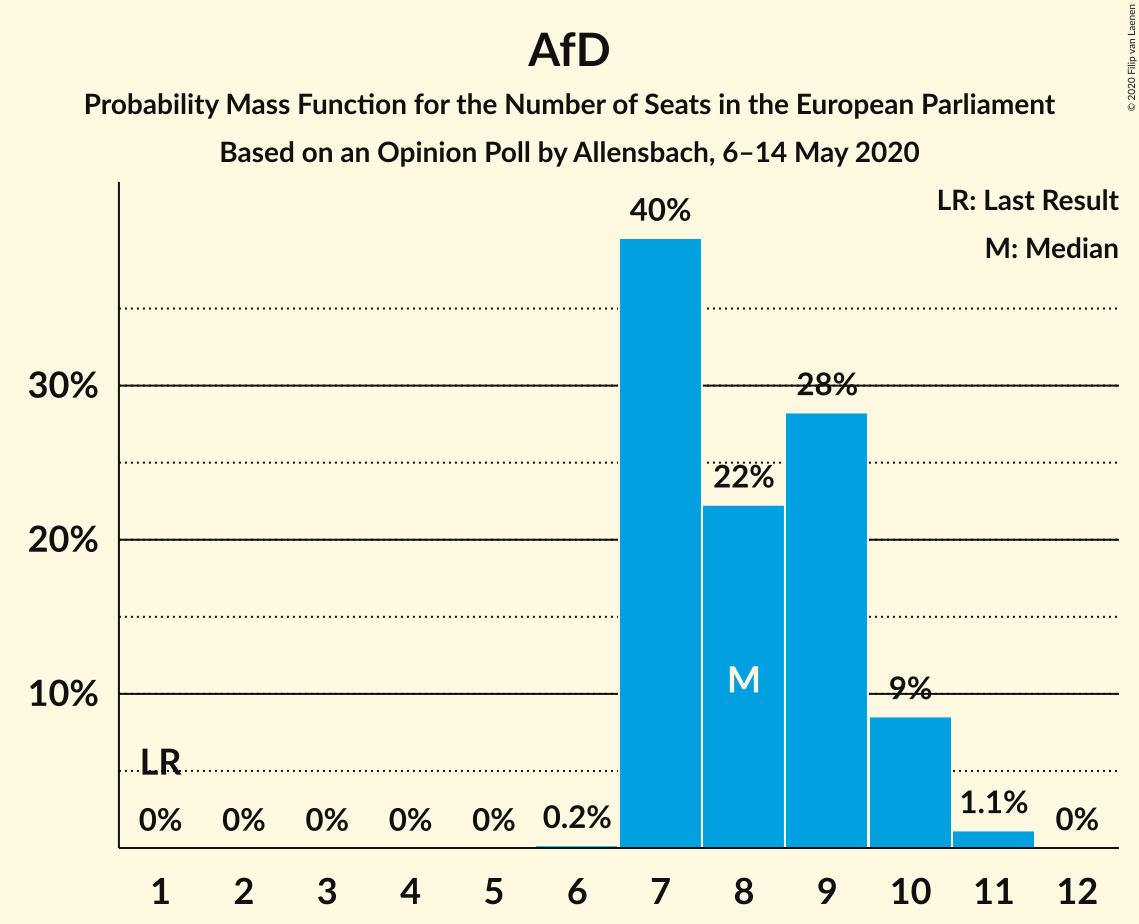 AfD
Probability Mass Function for the Number of Seats in the European Parliament
Based on an Opinion Poll by Allensbach, 6–14 May 2020
© 2020 Filip van Laenen
LR: Last Result
M: Median
40%
30%
28%
22%
20%
M
10%
9%
LR
0% 0% 0% 0% 0% 0.2% 1.1% 0%
1 2 3 4 5 6 7 8 9 10 11 12